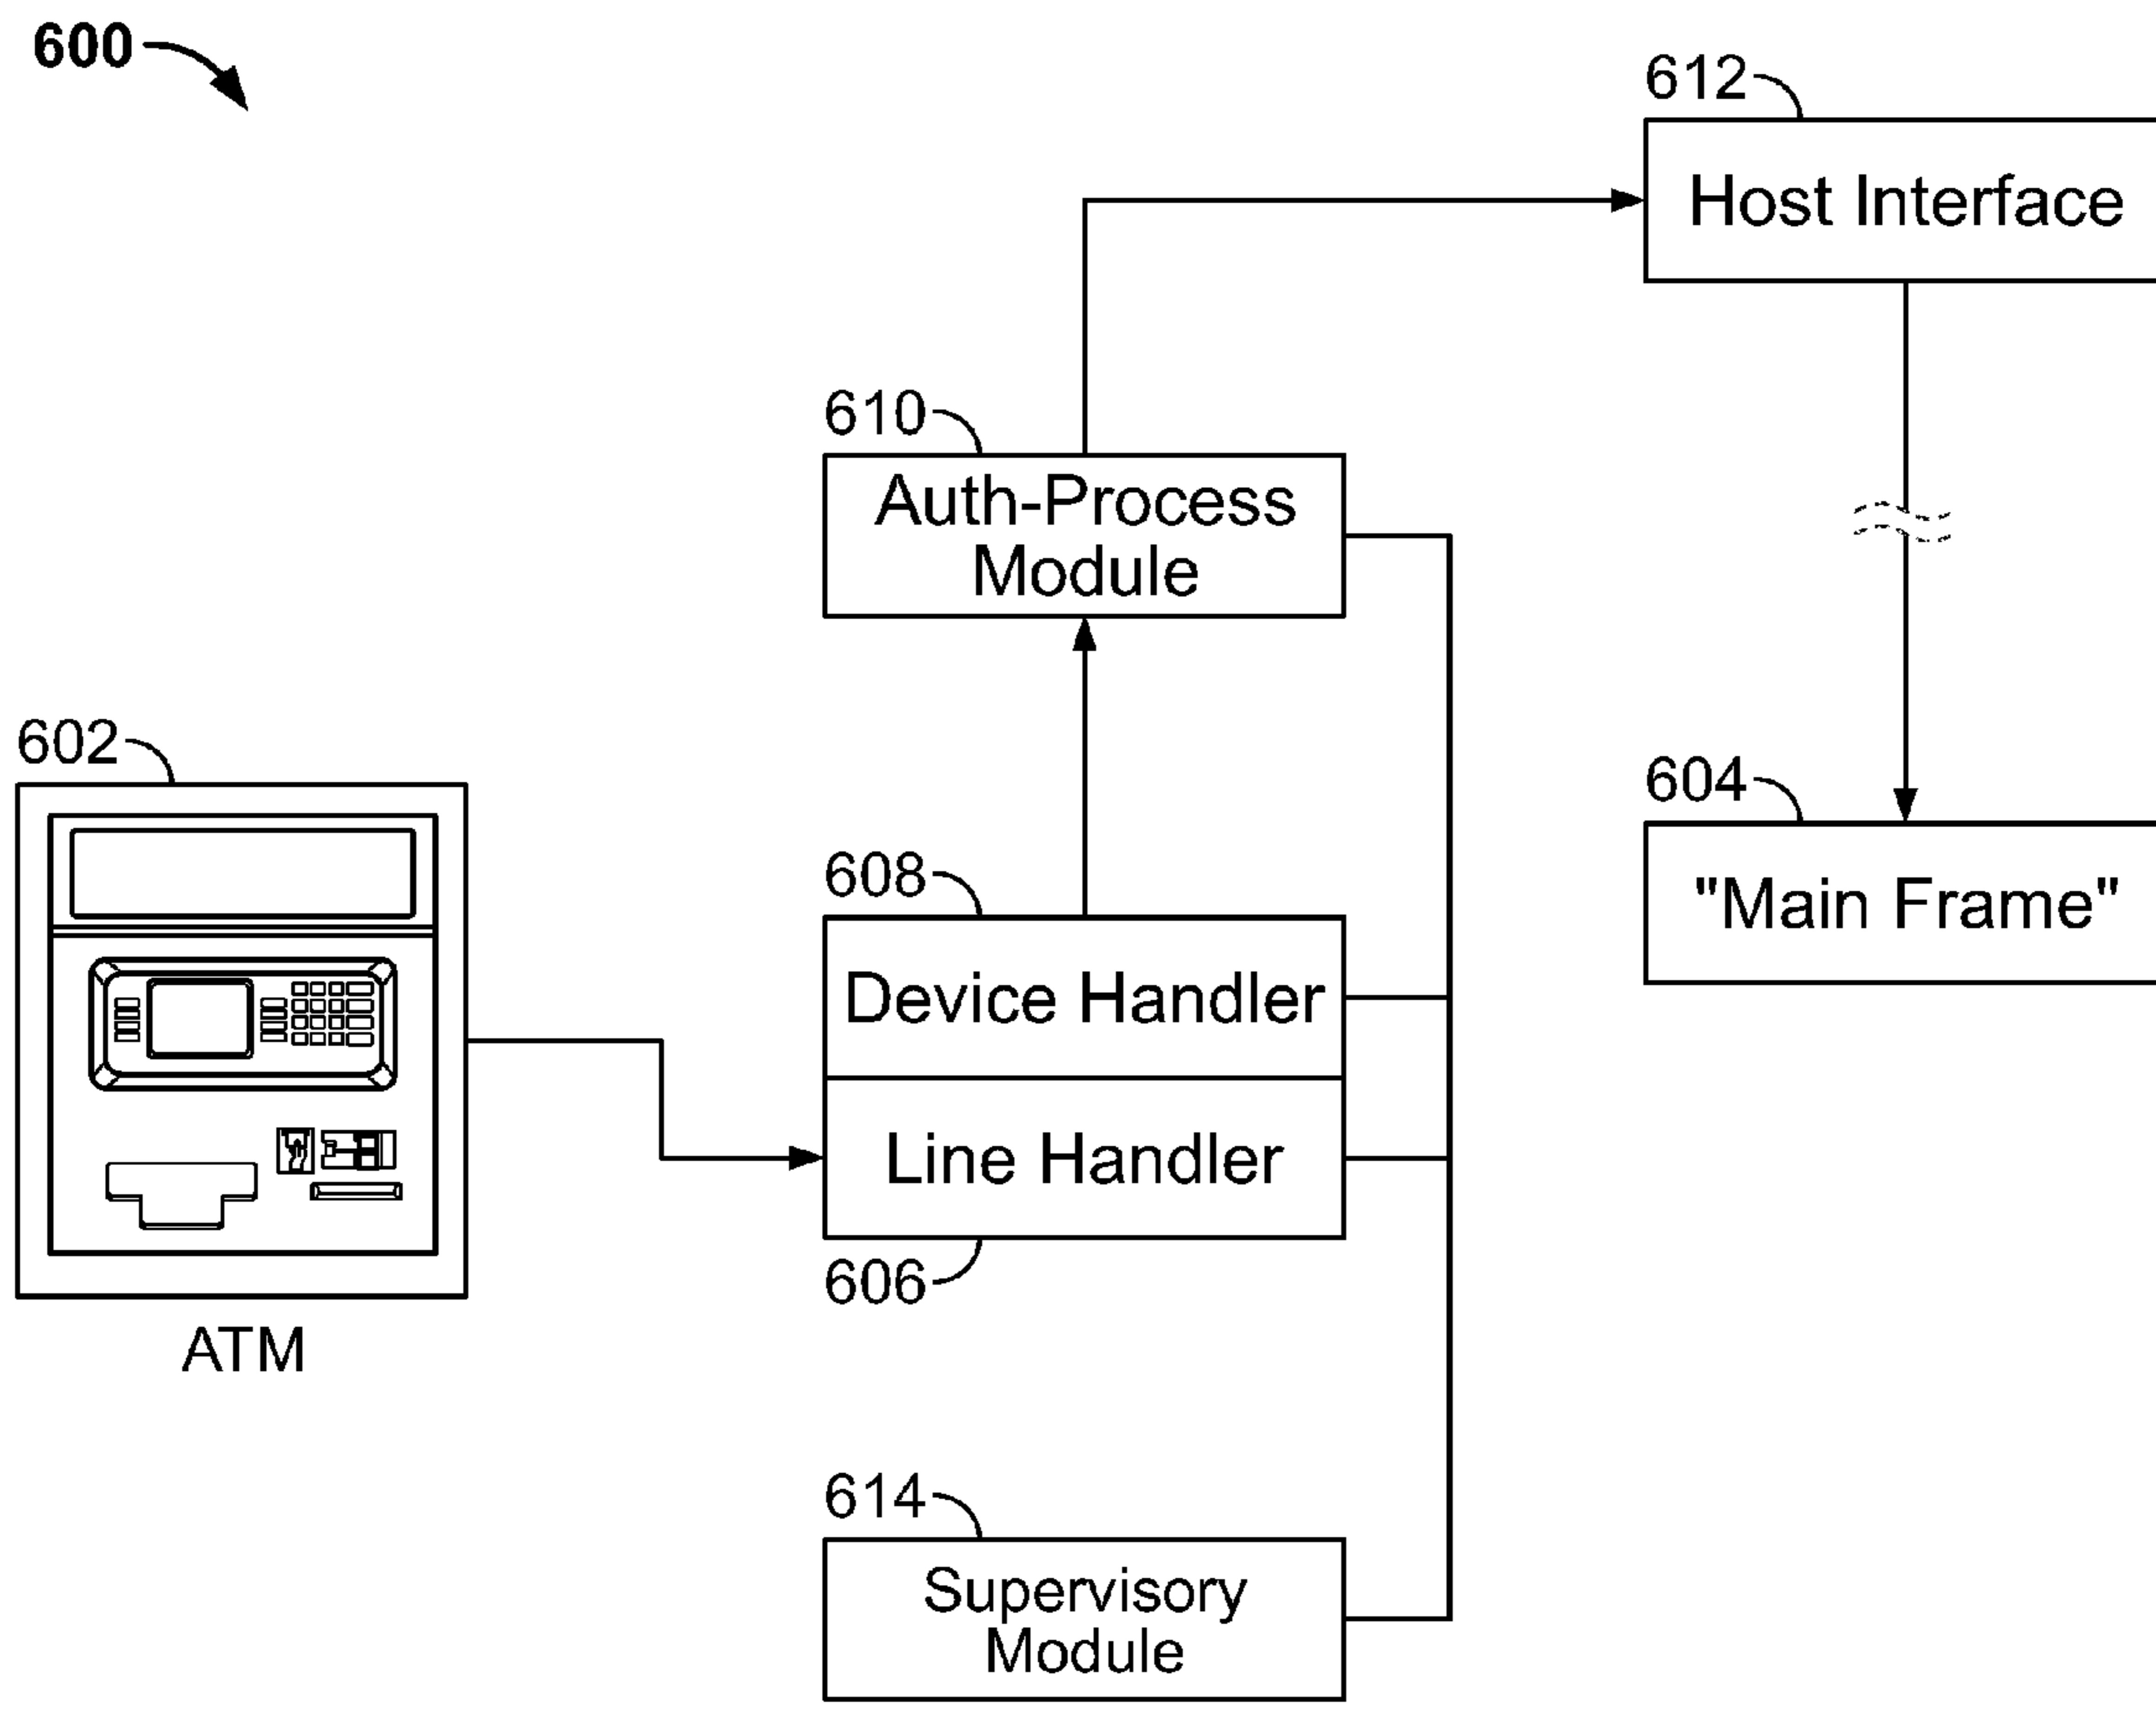 600
612
Host Interface
610
Auth-Process
Module
602
604
"Main Frame"
608
Device Handler
Line Handler
606
ATM
614
Supervisory
Module